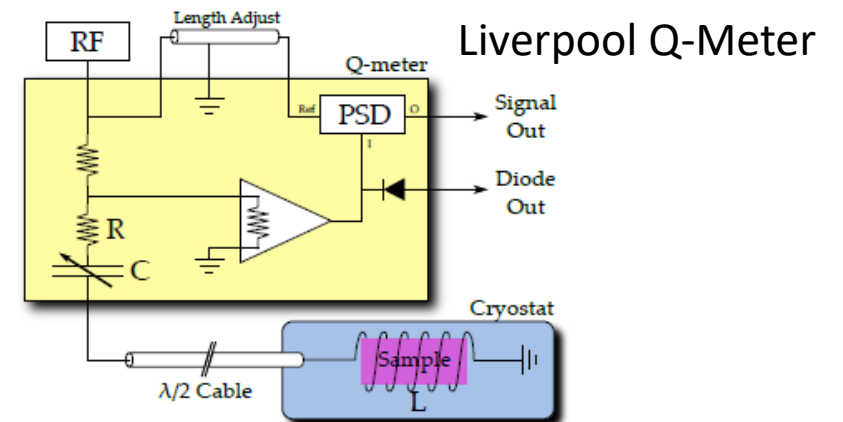 Length Adjust
RF
Liverpool Q-Meter
Q-meter
Ref
PSD
O
I
Signal
Out
Diode
Out
R
C
Cryostat
Sample
L
λ/2 Cable